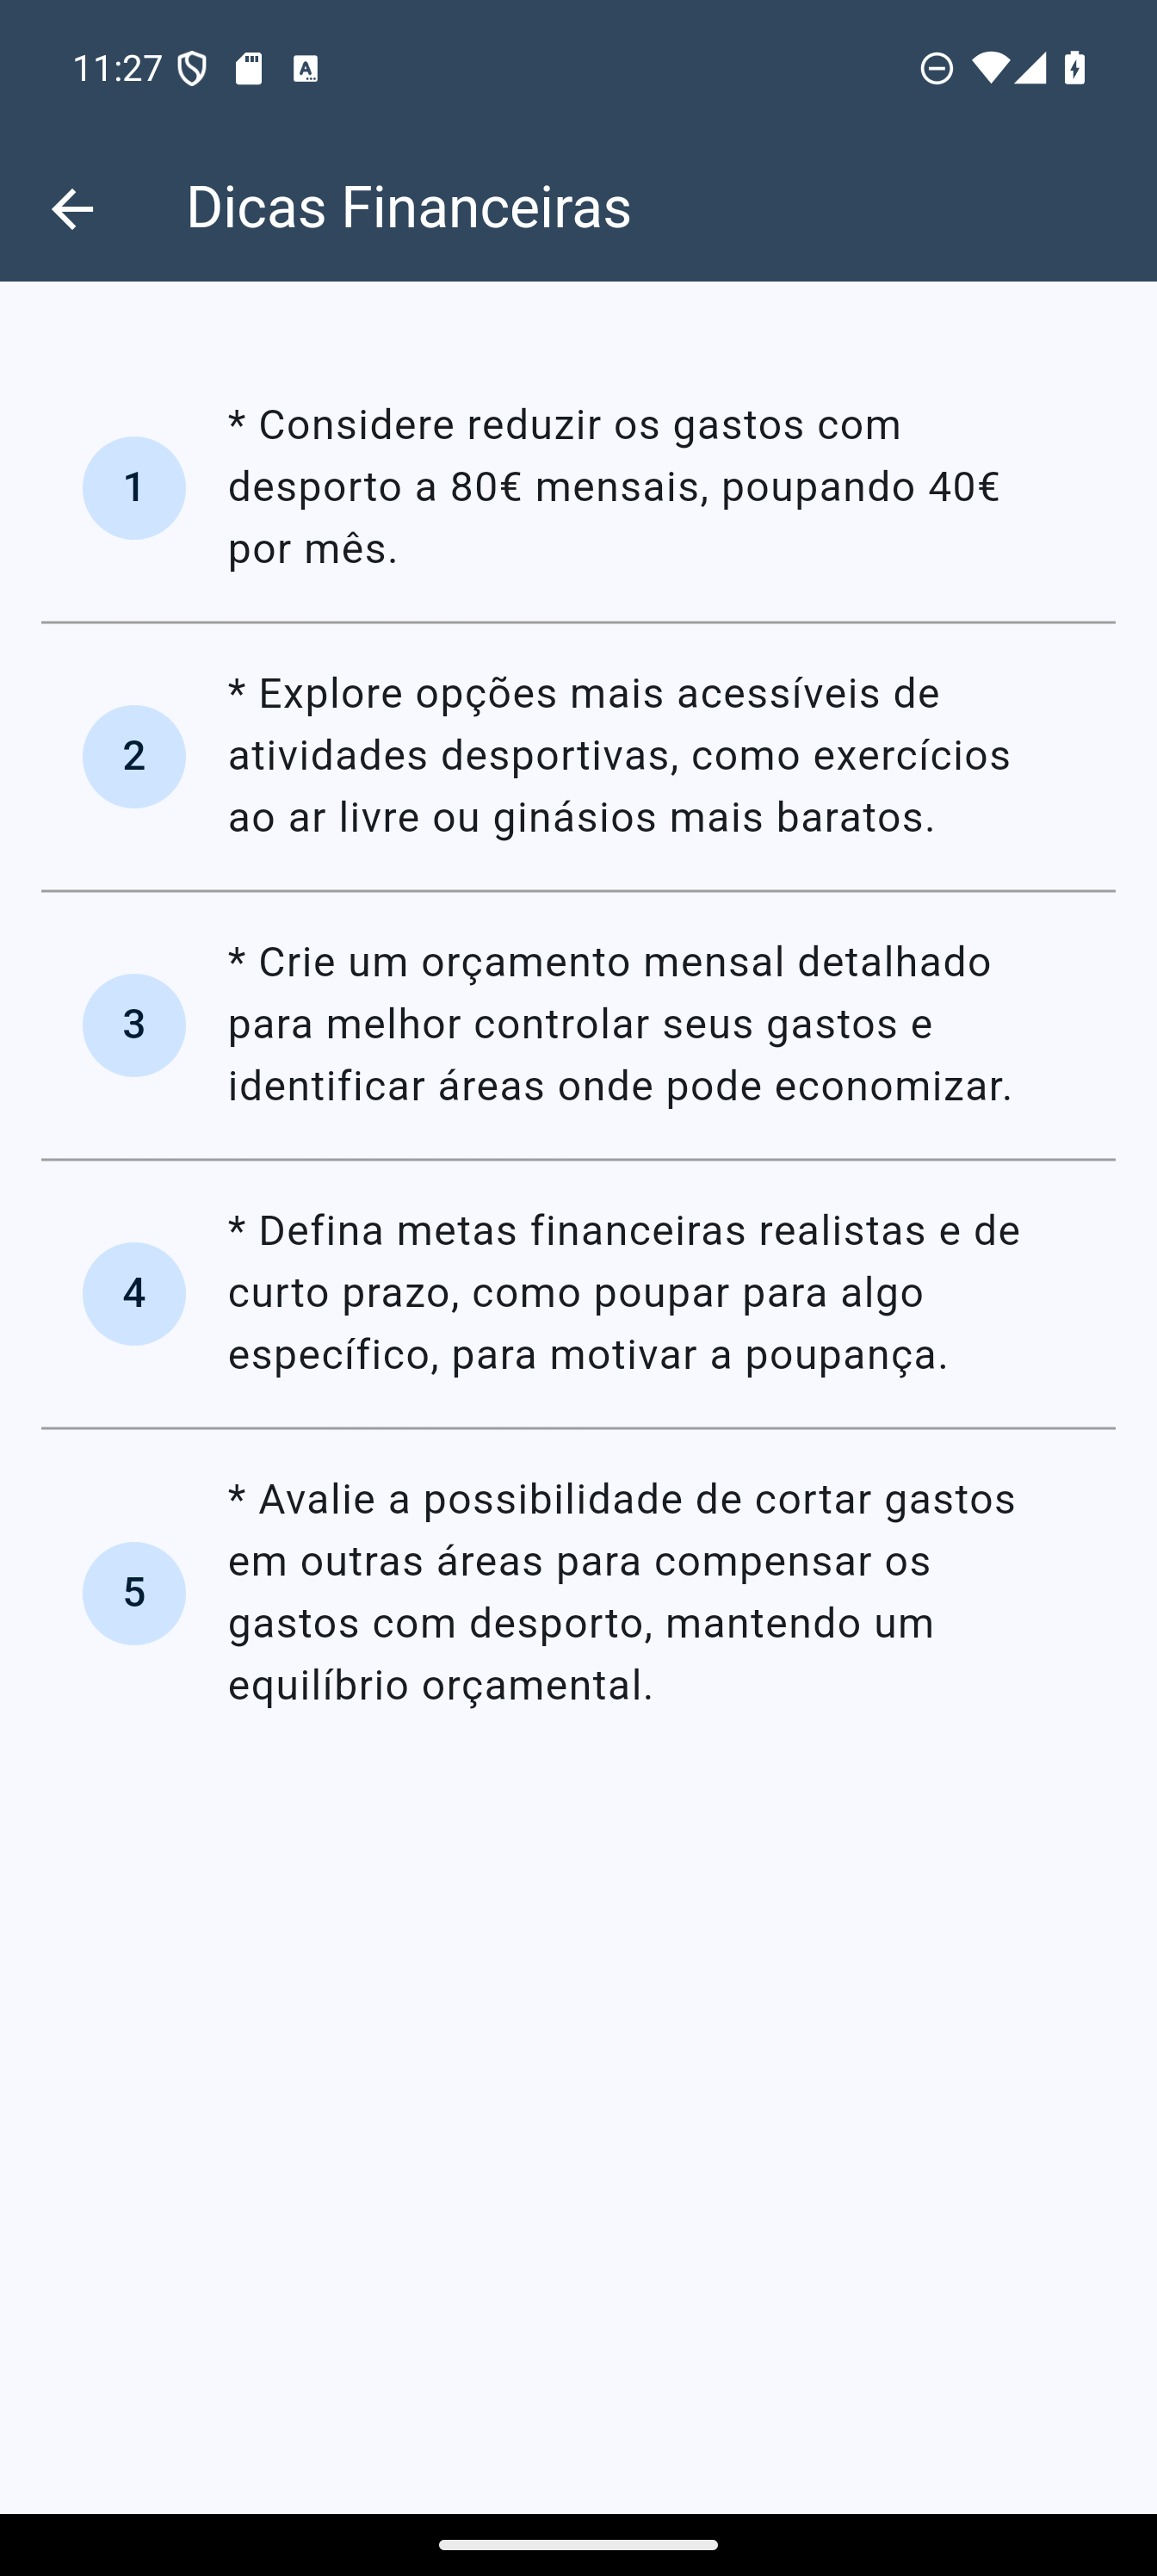 11:27
Dicas Financeiras
* Considere reduzir os gastos com
1
desporto a 80€ mensais, poupando 40€
por mês.
* Explore opções mais acessíveis de
2
atividades desportivas, como exercícios
ao ar livre ou ginásios mais baratos.
* Crie um orçamento mensal detalhado
3
para melhor controlar seus gastos e
identificar áreas onde pode economizar.
* Defina metas financeiras realistas e de
4
curto prazo, como poupar para algo
específico, para motivar a poupança.
* Avalie a possibilidade de cortar gastos
em outras áreas para compensar os
5
gastos com desporto, mantendo um
equilíbrio orçamental.